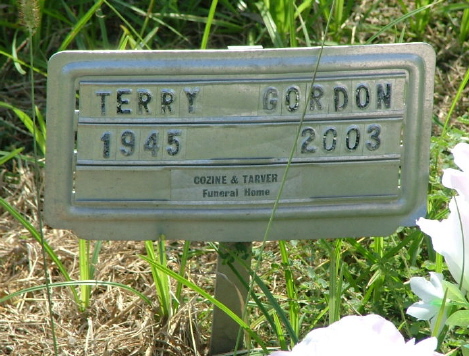 TERRY GORDON
1945 2003
COZINE & TARVER
Funeral Home